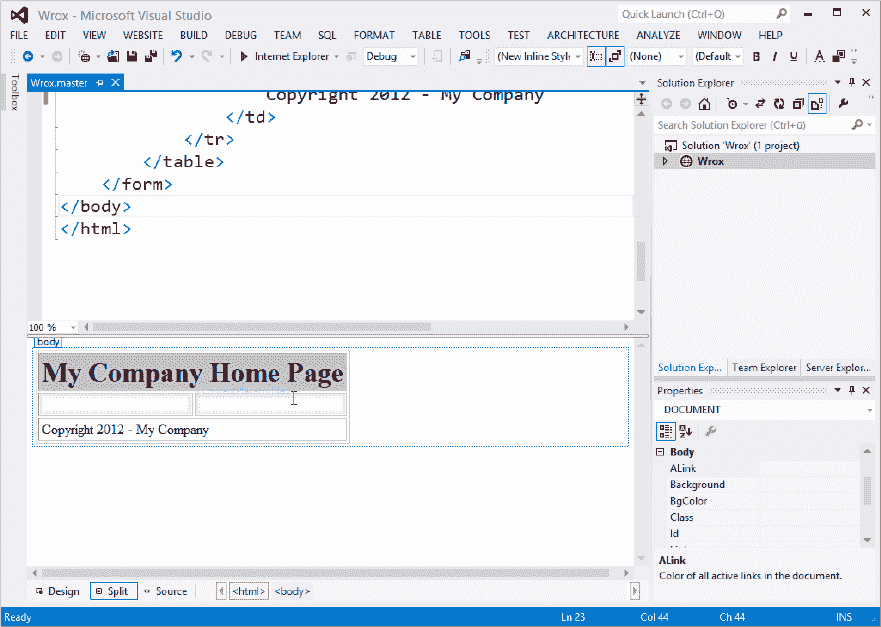 Wrox - Microsoft Visual Studio
Quick Launch (Ctrl+Q)
FILE EDIT VIEW WEBSITE BUILD DEBUG TEAM SQL FORMAT TABLE TOOLS TEST ARCHITECTURE ANALYZE WINDOW HELP
Internet Explorer Debug (New Inline Style (None) (Default B I U A
Toolbox
Wrox.master
Copyright 2012 - My Company
</td>
</tr>
</table>
</form>
</body>
</html>
100 %
body
My Company Home Page
Copyright 2012 - My Company
Design Split Source <html> <body>
Solution Explorer
Search Solution Explorer (Ctrl+ü)
Solution 'Wrox' (1 project)
Wrox
Solution Exp... Team Explorer Server Explor...
Properties
DOCUMENT
Body
ALink
Background
BgColor
Class
Id
ALink
Color of all active links in the document.
Ready Ln 23 Col 44 Ch 44 INS